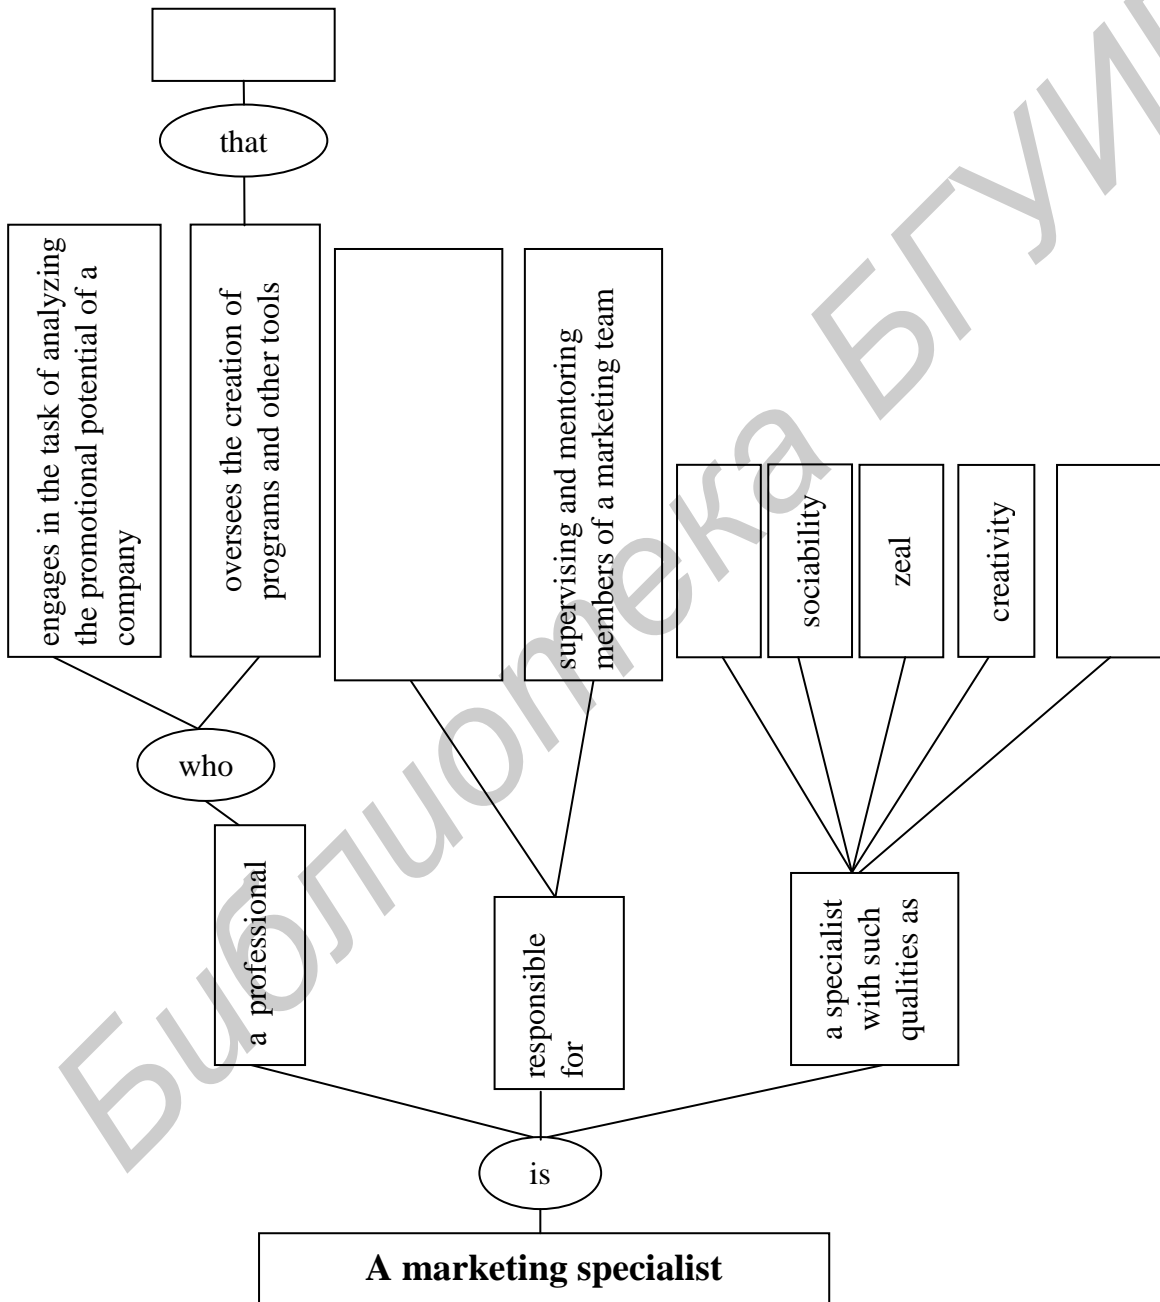 that
engages in the task of analyzing
the promotional potential of a
company
oversees the creation of
programs and other tools
supervising and mentoring
members of a marketing team
sociability
zeal
creativity
who
a professional
responsible
for
a specialist
with such
qualities as
is
A marketing specialist
Библиотека БГУИ